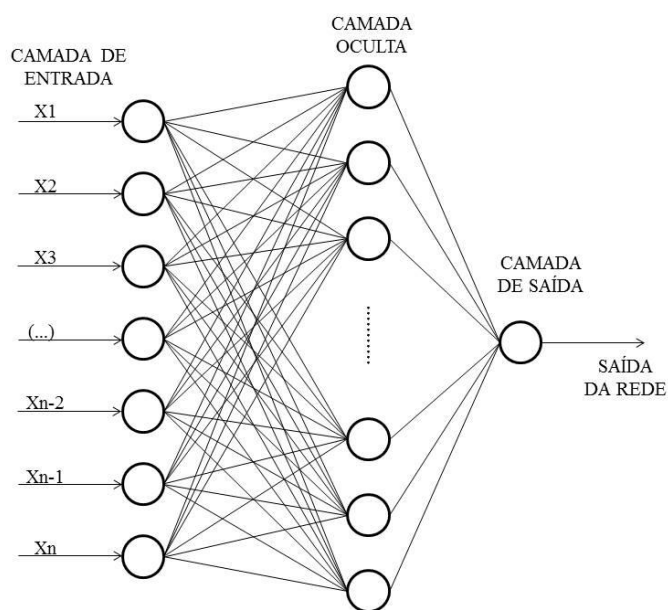 CAMADA DE
ENTRADA
X1
X2
X3
(...)
Xn-2
Xn-1
Xn
CAMADA
OCULTA
CAMADA
DE SAÍDA
SAÍDA
DA REDE